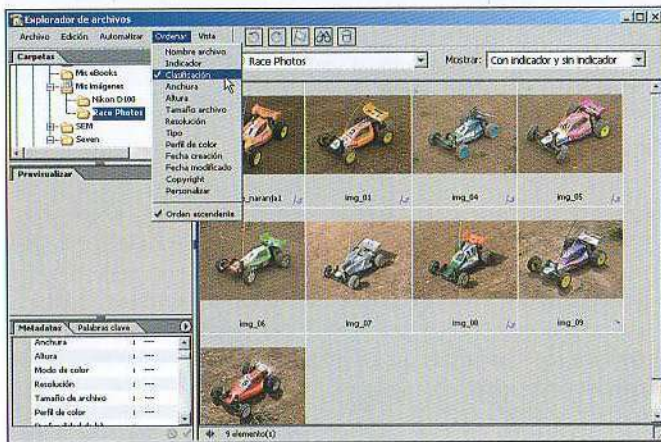 Explorador de archivos
Archivo Edición Automatizar Ordenar Vista
Carpetas
Mis eBooks
Mis imágenes
Nikon D100
Race Photos
SEM
Seven
Nombre archivo
Indicador
✓ Clasificación
Anchura
Altura
Tamaño archivo
Resolución
Tipo
Perfil de color
Fecha creación
Fecha modificado
Copyright
Personalizar
✓ Orden ascendente
Race Photos
Mostrar: Con indicador y sin indicador
Previsualizar
_naranja1
img_01
img_04
img_05
img_06
img_07
img_08
img_09
Metadatos Palabras clave
Anchura : ---
Altura : ---
Modo de color : ---
Resolución : ---
Tamaño de archivo : ---
Perfil de color : ---
9 elemento(s)